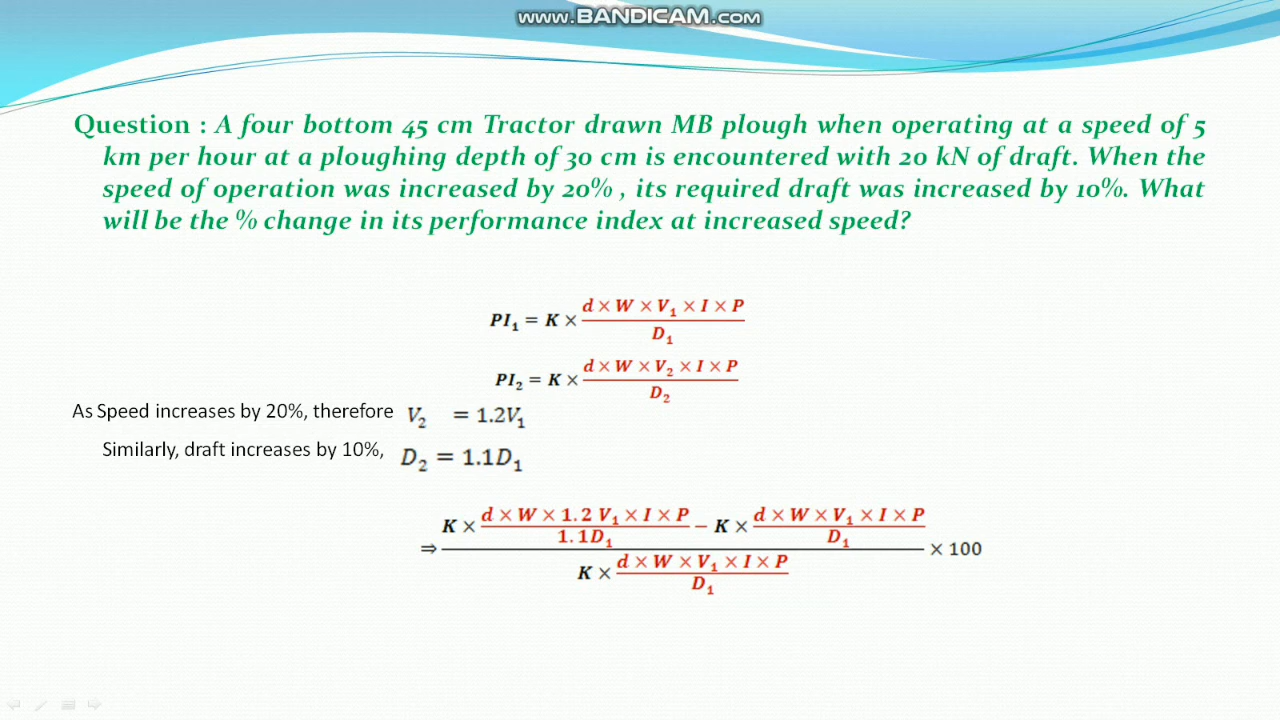 www.BANDICAM.com
Question : A four bottom 45 cm Tractor drawn MB plough when operating at a speed of 5
km per hour at a ploughing depth of 30 cm is encountered with 20 kN of draft. When the
speed of operation was increased by 20% , its required draft was increased by 10%. What
will be the % change in its performance index at increased speed?
PI₁ = K × (d × W × V₁ × I × P) / D₁
PI₂ = K × (d × W × V₂ × I × P) / D₂
As Speed increases by 20%, therefore V₂ = 1.2V₁
Similarly, draft increases by 10%, D₂ = 1.1D₁
⇒ (K × (d × W × 1.2 V₁ × I × P) / 1.1D₁ − K × (d × W × V₁ × I × P) / D₁) / (K × (d × W × V₁ × I × P) / D₁) × 100